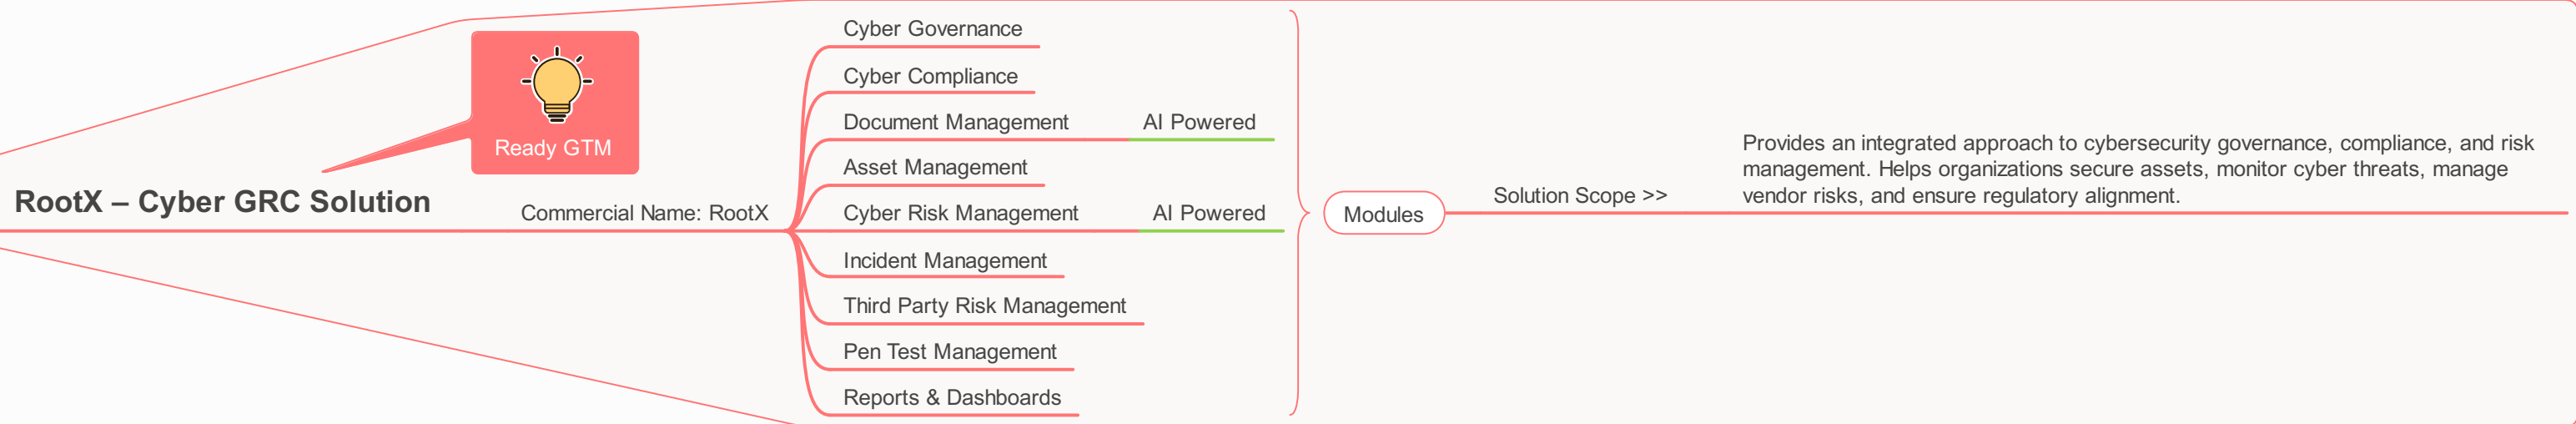 Ready GTM
RootX – Cyber GRC Solution
Commercial Name: RootX
Cyber Governance
Cyber Compliance
Document Management
AI Powered
Asset Management
Cyber Risk Management
AI Powered
Incident Management
Third Party Risk Management
Pen Test Management
Reports & Dashboards
Modules
Solution Scope >>
Provides an integrated approach to cybersecurity governance, compliance, and risk
management. Helps organizations secure assets, monitor cyber threats, manage
vendor risks, and ensure regulatory alignment.